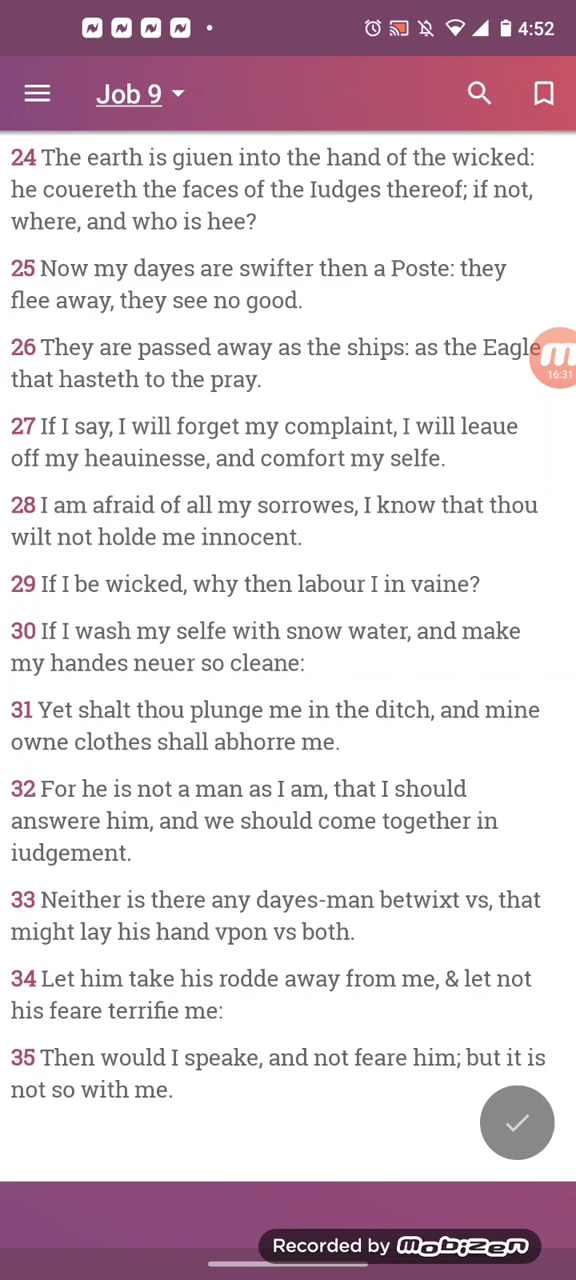 4:52
Job 9
24 The earth is giuen into the hand of the wicked:
he couereth the faces of the Iudges thereof; if not,
where, and who is hee?
25 Now my dayes are swifter then a Poste: they
flee away, they see no good.
26 They are passed away as the ships: as the Eagle
that hasteth to the pray.
16:31
27 If I say, I will forget my complaint, I will leaue
off my heauinesse, and comfort my selfe.
28 I am afraid of all my sorrowes, I know that thou
wilt not holde me innocent.
29 If I be wicked, why then labour I in vaine?
30 If I wash my selfe with snow water, and make
my handes neuer so cleane:
31 Yet shalt thou plunge me in the ditch, and mine
owne clothes shall abhorre me.
32 For he is not a man as I am, that I should
answere him, and we should come together in
iudgement.
33 Neither is there any dayes-man betwixt vs, that
might lay his hand vpon vs both.
34 Let him take his rodde away from me, & let not
his feare terrifie me:
35 Then would I speake, and not feare him; but it is
not so with me.
Recorded by mobizen